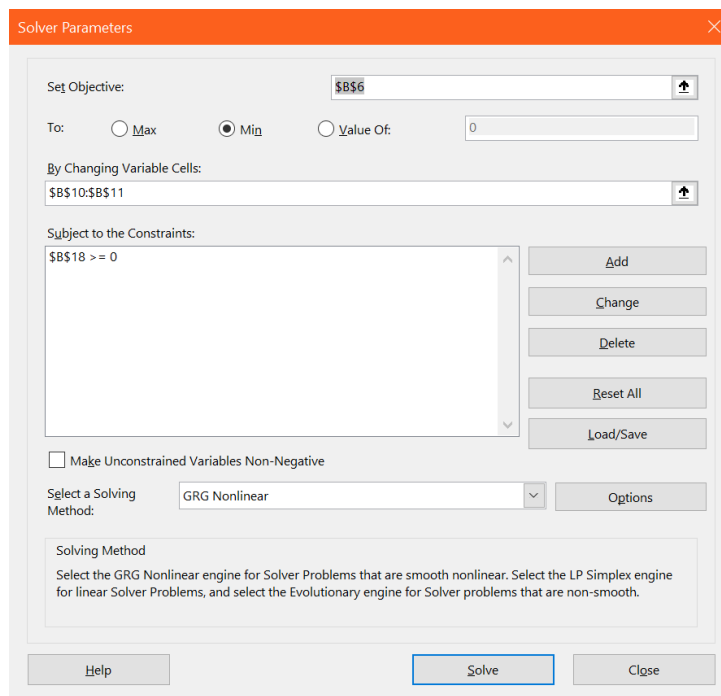 Solver Parameters
Set Objective:
$B$6
To:
Max
Min
Value Of:
0
By Changing Variable Cells:
$B$10:$B$11
Subject to the Constraints:
$B$18 >= 0
Add
Change
Delete
Reset All
Load/Save
Make Unconstrained Variables Non-Negative
Select a Solving
Method:
GRG Nonlinear
Options
Solving Method
Select the GRG Nonlinear engine for Solver Problems that are smooth nonlinear. Select the LP Simplex engine
for linear Solver Problems, and select the Evolutionary engine for Solver problems that are non-smooth.
Help
Solve
Close